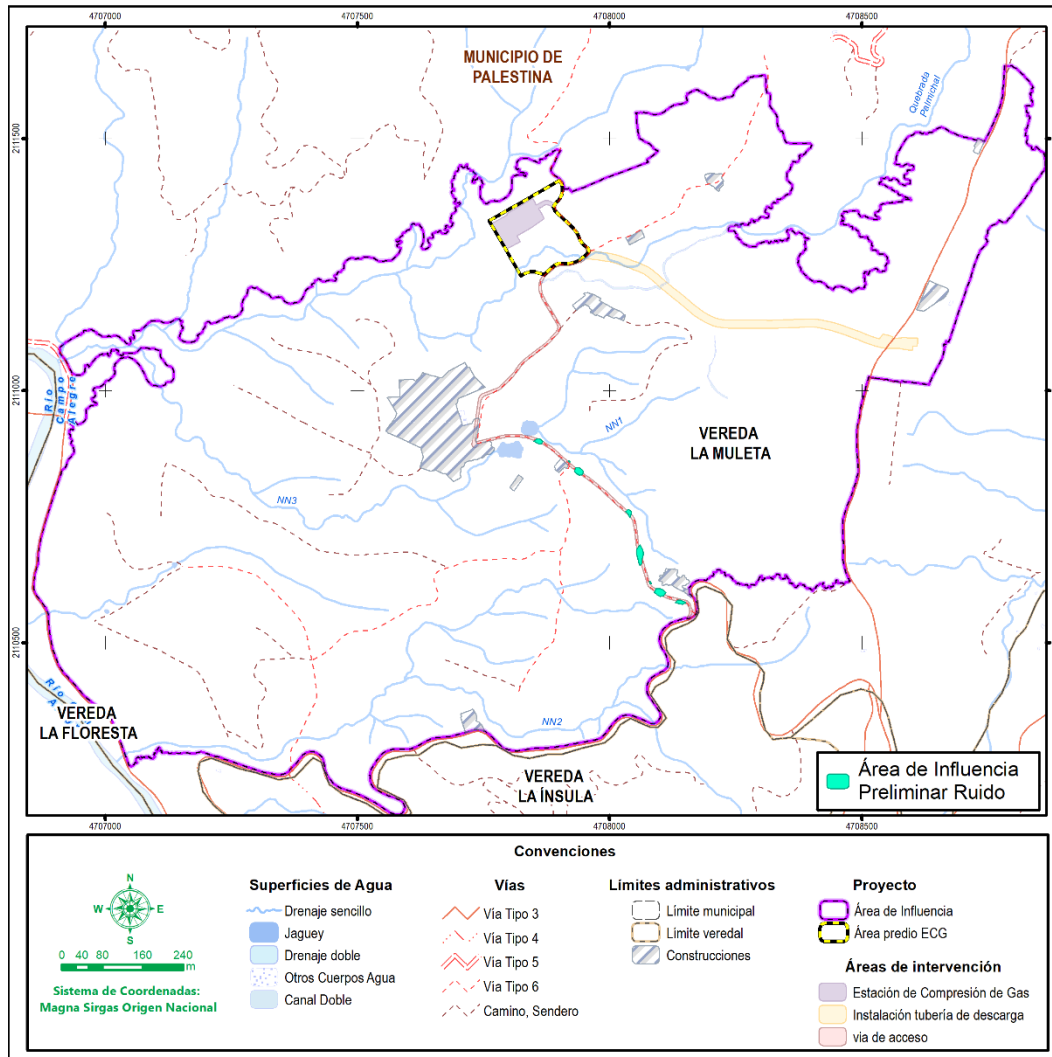 4707000
4707500
4708000
4708500
MUNICIPIO DE
PALESTINA
Quebrada
Palmichal
2111500
2111000
2110500
Río
Campo
Alegre
NN1
VEREDA
LA MULETA
NN3
NN2
VEREDA
LA FLORESTA
VEREDA
LA ÍNSULA
Área de Influencia
Preliminar Ruido
4707000
4707500
4708000
4708500
Convenciones
N
W
E
S
0 40 80 160 240
m
Sistema de Coordenadas:
Magna Sirgas Origen Nacional
Superficies de Agua
Drenaje sencillo
Jaguey
Drenaje doble
Otros Cuerpos Agua
Canal Doble
Vías
Vía Tipo 3
Vía Tipo 4
Vía Tipo 5
Vía Tipo 6
Camino, Sendero
Límites administrativos
Límite municipal
Límite veredal
Construcciones
Proyecto
Área de Influencia
Área predio ECG
Áreas de intervención
Estación de Compresión de Gas
Instalación tubería de descarga
via de acceso